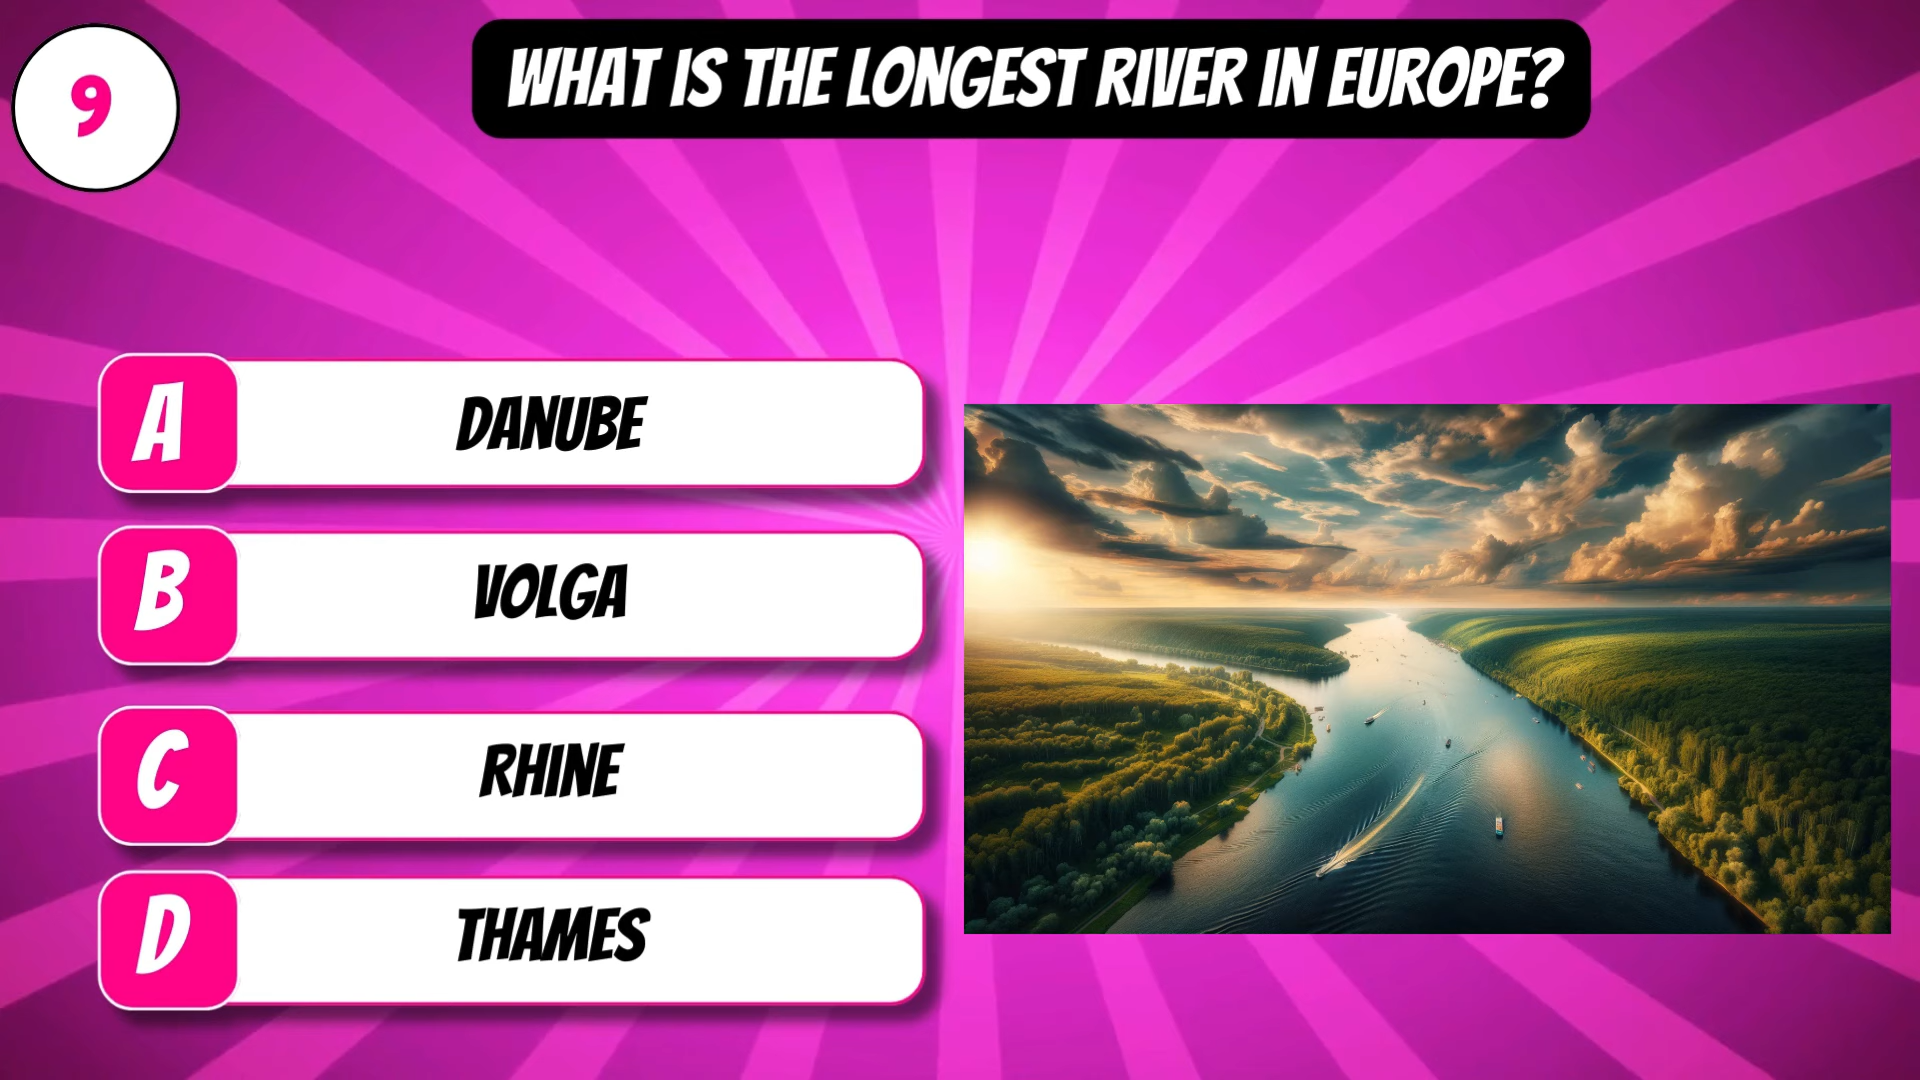 9
WHAT IS THE LONGEST RIVER IN EUROPE?
A
DANUBE
B
VOLGA
C
RHINE
D
THAMES